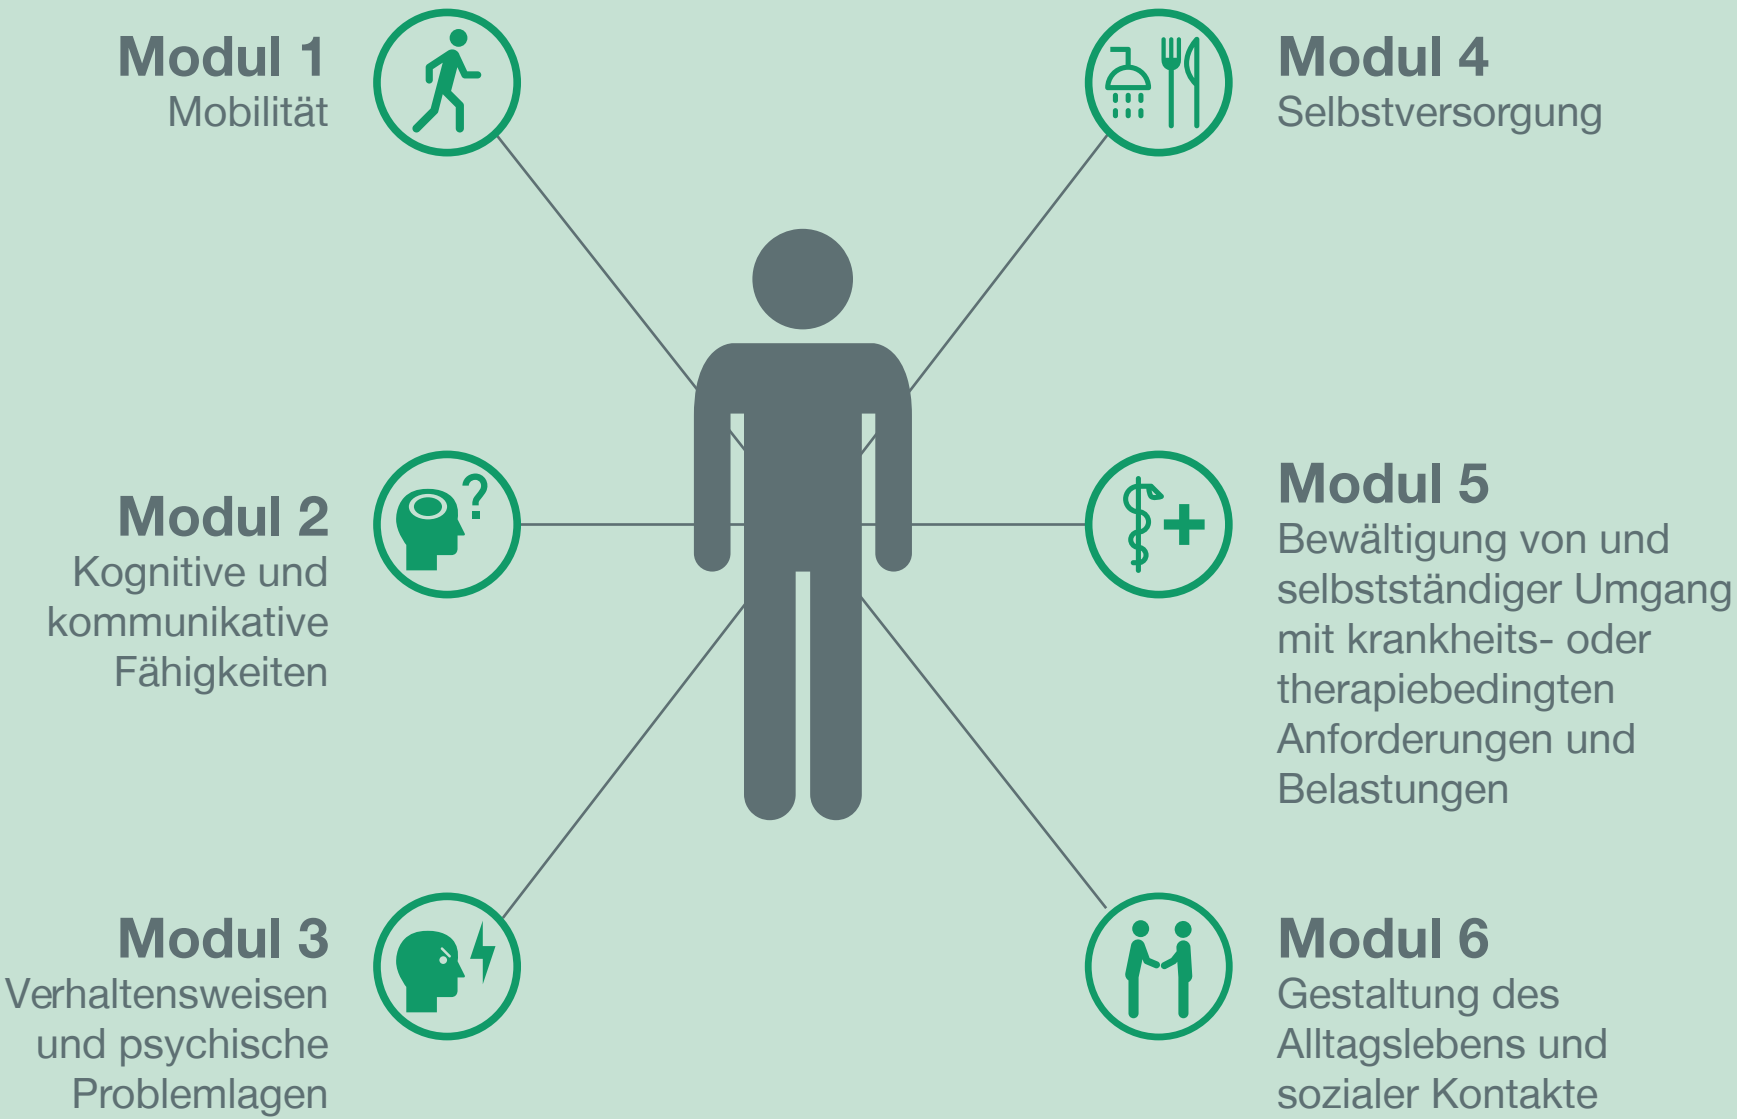 Modul 1
Mobilität
Modul 2
Kognitive und
kommunikative
Fähigkeiten
Modul 3
Verhaltensweisen
und psychische
Problemlagen
Modul 4
Selbstversorgung
Modul 5
Bewältigung von und
selbstständiger Umgang
mit krankheits- oder
therapiebedingten
Anforderungen und
Belastungen
Modul 6
Gestaltung des
Alltagslebens und
sozialer Kontakte